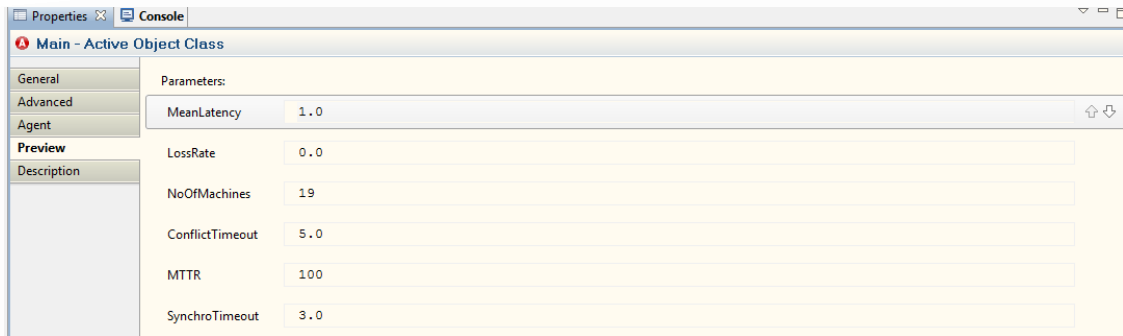 Properties Console
Main - Active Object Class
General
Advanced
Agent
Preview
Description
Parameters:
MeanLatency 1.0
LossRate 0.0
NoOfMachines 19
ConflictTimeout 5.0
MTTR 100
SynchroTimeout 3.0